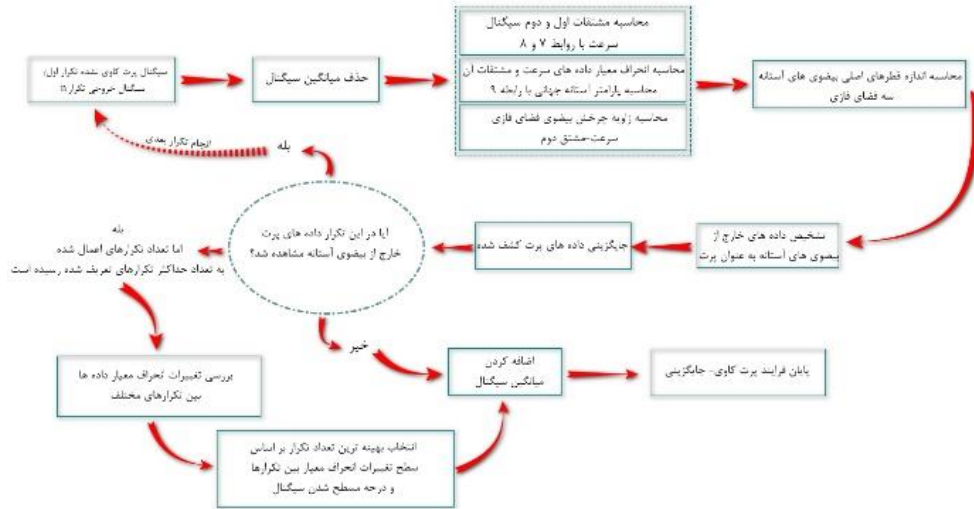 سیگنال پرت کاوی نشده تکرار اول/
سیگنال خروجی تکرار n
حذف میانگین سیگنال
محاسبه مشتقات اول و دوم سیگنال
سرعت با روابط ۷ و ۸
محاسبه انحراف معیار داده های سرعت و مشتقات آن
محاسبه پارامتر آستانه جهانی با رابطه ۹
محاسبه زاویه چرخش بیضوی فضای فازی
سرعت-مشتق دوم
محاسبه اندازه قطرهای اصلی بیضوی های آستانه
سه فضای فازی
تشخیص داده های خارج از
بیضوی های آستانه به عنوان پرت
جایگزینی داده های پرت کشف شده
آیا در این تکرار داده های پرت
خارج از بیضوی آستانه مشاهده شد؟
بله
انجام تکرار بعدی
بله
اما تعداد تکرارهای اعمال شده
به تعداد حداکثر تکرارهای تعریف شده رسیده است
بررسی تغییرات انحراف معیار داده ها
بین تکرارهای مختلف
انتخاب بهینه ترین تعداد تکرار بر اساس
سطح تغییرات انحراف معیار بین تکرارها
و درجه مسطح شدن سیگنال
خیر
اضافه کردن
میانگین سیگنال
پایان فرایند پرت کاوی- جایگزینی